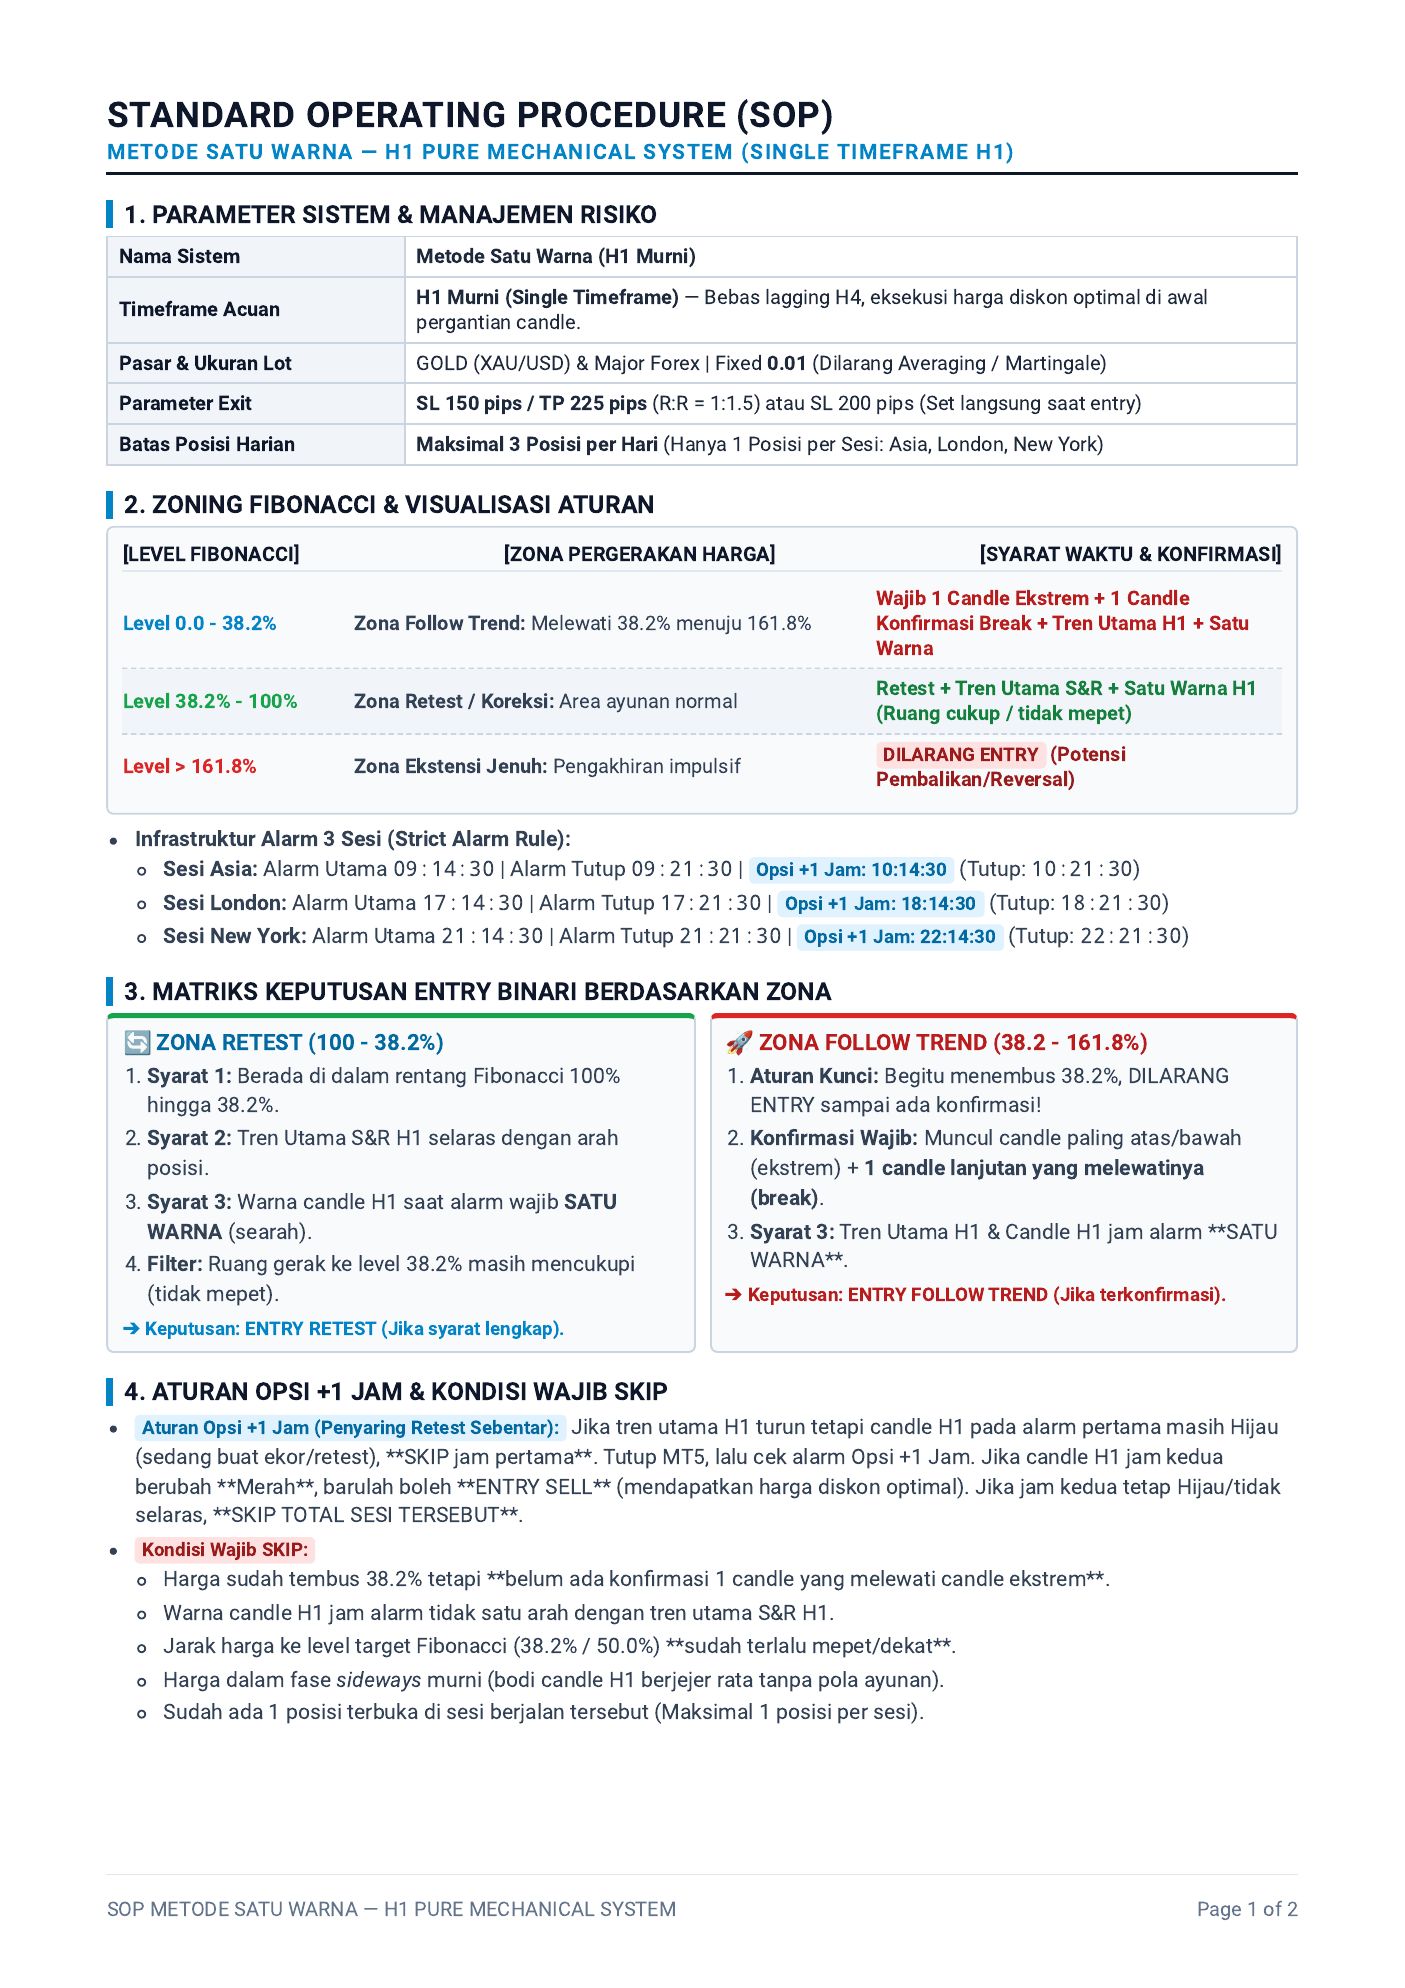 STANDARD OPERATING PROCEDURE (SOP)
METODE SATU WARNA — H1 PURE MECHANICAL SYSTEM (SINGLE TIMEFRAME H1)
1. PARAMETER SISTEM & MANAJEMEN RISIKO
Nama Sistem
Metode Satu Warna (H1 Murni)
Timeframe Acuan
H1 Murni (Single Timeframe) — Bebas lagging H4, eksekusi harga diskon optimal di awal
pergantian candle.
Pasar & Ukuran Lot
GOLD (XAU/USD) & Major Forex | Fixed 0.01 (Dilarang Averaging / Martingale)
Parameter Exit
SL 150 pips / TP 225 pips (R:R = 1:1.5) atau SL 200 pips (Set langsung saat entry)
Batas Posisi Harian
Maksimal 3 Posisi per Hari (Hanya 1 Posisi per Sesi: Asia, London, New York)
2. ZONING FIBONACCI & VISUALISASI ATURAN
[LEVEL FIBONACCI]
[ZONA PERGERAKAN HARGA]
[SYARAT WAKTU & KONFIRMASI]
Level 0.0 - 38.2%
Zona Follow Trend: Melewati 38.2% menuju 161.8%
Wajib 1 Candle Ekstrem + 1 Candle
Konfirmasi Break + Tren Utama H1 + Satu
Warna
Level 38.2% - 100%
Zona Retest / Koreksi: Area ayunan normal
Retest + Tren Utama S&R + Satu Warna H1
(Ruang cukup / tidak mepet)
Level > 161.8%
Zona Ekstensi Jenuh: Pengakhiran impulsif
DILARANG ENTRY (Potensi
Pembalikan/Reversal)
• Infrastruktur Alarm 3 Sesi (Strict Alarm Rule):
Sesi Asia: Alarm Utama 09:14:30 | Alarm Tutup 09:21:30 | Opsi +1 Jam: 10:14:30 (Tutup: 10:21:30)
Sesi London: Alarm Utama 17:14:30 | Alarm Tutup 17:21:30 | Opsi +1 Jam: 18:14:30 (Tutup: 18:21:30)
Sesi New York: Alarm Utama 21:14:30 | Alarm Tutup 21:21:30 | Opsi +1 Jam: 22:14:30 (Tutup: 22:21:30)
3. MATRIKS KEPUTUSAN ENTRY BINARI BERDASARKAN ZONA
🔄 ZONA RETEST (100 - 38.2%)
1. Syarat 1: Berada di dalam rentang Fibonacci 100%
hingga 38.2%.
2. Syarat 2: Tren Utama S&R H1 selaras dengan arah
posisi.
3. Syarat 3: Warna candle H1 saat alarm wajib SATU
WARNA (searah).
4. Filter: Ruang gerak ke level 38.2% masih mencukupi
(tidak mepet).
➔ Keputusan: ENTRY RETEST (Jika syarat lengkap).
🚀 ZONA FOLLOW TREND (38.2 - 161.8%)
1. Aturan Kunci: Begitu menembus 38.2%, DILARANG
ENTRY sampai ada konfirmasi!
2. Konfirmasi Wajib: Muncul candle paling atas/bawah
(ekstrem) + 1 candle lanjutan yang melewatinya
(break).
3. Syarat 3: Tren Utama H1 & Candle H1 jam alarm **SATU
WARNA**.
➔ Keputusan: ENTRY FOLLOW TREND (Jika terkonfirmasi).
4. ATURAN OPSI +1 JAM & KONDISI WAJIB SKIP
• Aturan Opsi +1 Jam (Penyaring Retest Sebentar): Jika tren utama H1 turun tetapi candle H1 pada alarm pertama masih Hijau
(sedang buat ekor/retest), **SKIP jam pertama**. Tutup MT5, lalu cek alarm Opsi +1 Jam. Jika candle H1 jam kedua
berubah **Merah**, barulah boleh **ENTRY SELL** (mendapatkan harga diskon optimal). Jika jam kedua tetap Hijau/tidak
selaras, **SKIP TOTAL SESI TERSEBUT**.
• Kondisi Wajib SKIP:
Harga sudah tembus 38.2% tetapi **belum ada konfirmasi 1 candle yang melewati candle ekstrem**.
Warna candle H1 jam alarm tidak satu arah dengan tren utama S&R H1.
Jarak harga ke level target Fibonacci (38.2% / 50.0%) **sudah terlalu mepet/dekat**.
Harga dalam fase sideways murni (bodi candle H1 berjejer rata tanpa pola ayunan).
Sudah ada 1 posisi terbuka di sesi berjalan tersebut (Maksimal 1 posisi per sesi).
SOP METODE SATU WARNA — H1 PURE MECHANICAL SYSTEM
Page 1 of 2